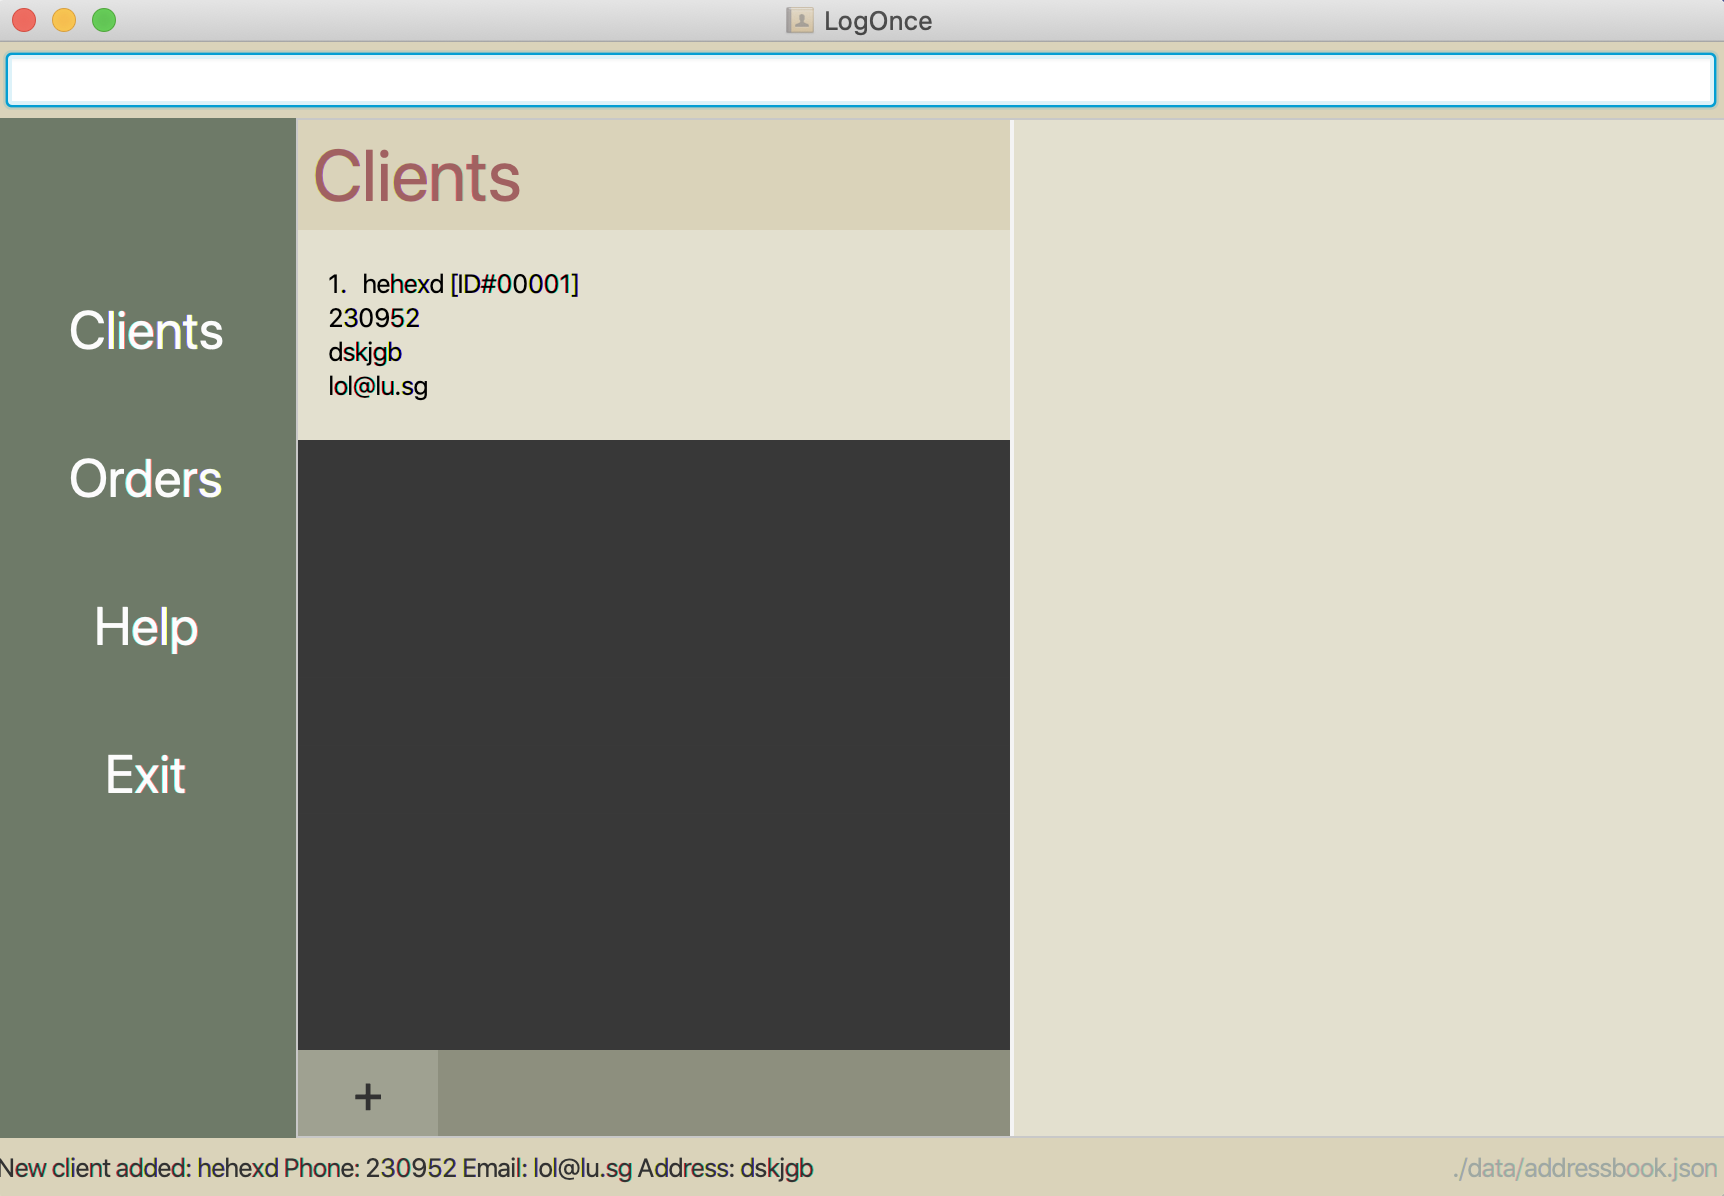 LogOnce
Clients
Orders
Help
Exit
Clients
1. hehexd [ID#00001]
230952
dskjgb
lol@lu.sg
+
New client added: hehexd Phone: 230952 Email: lol@lu.sg Address: dskjgb
./data/addressbook.json